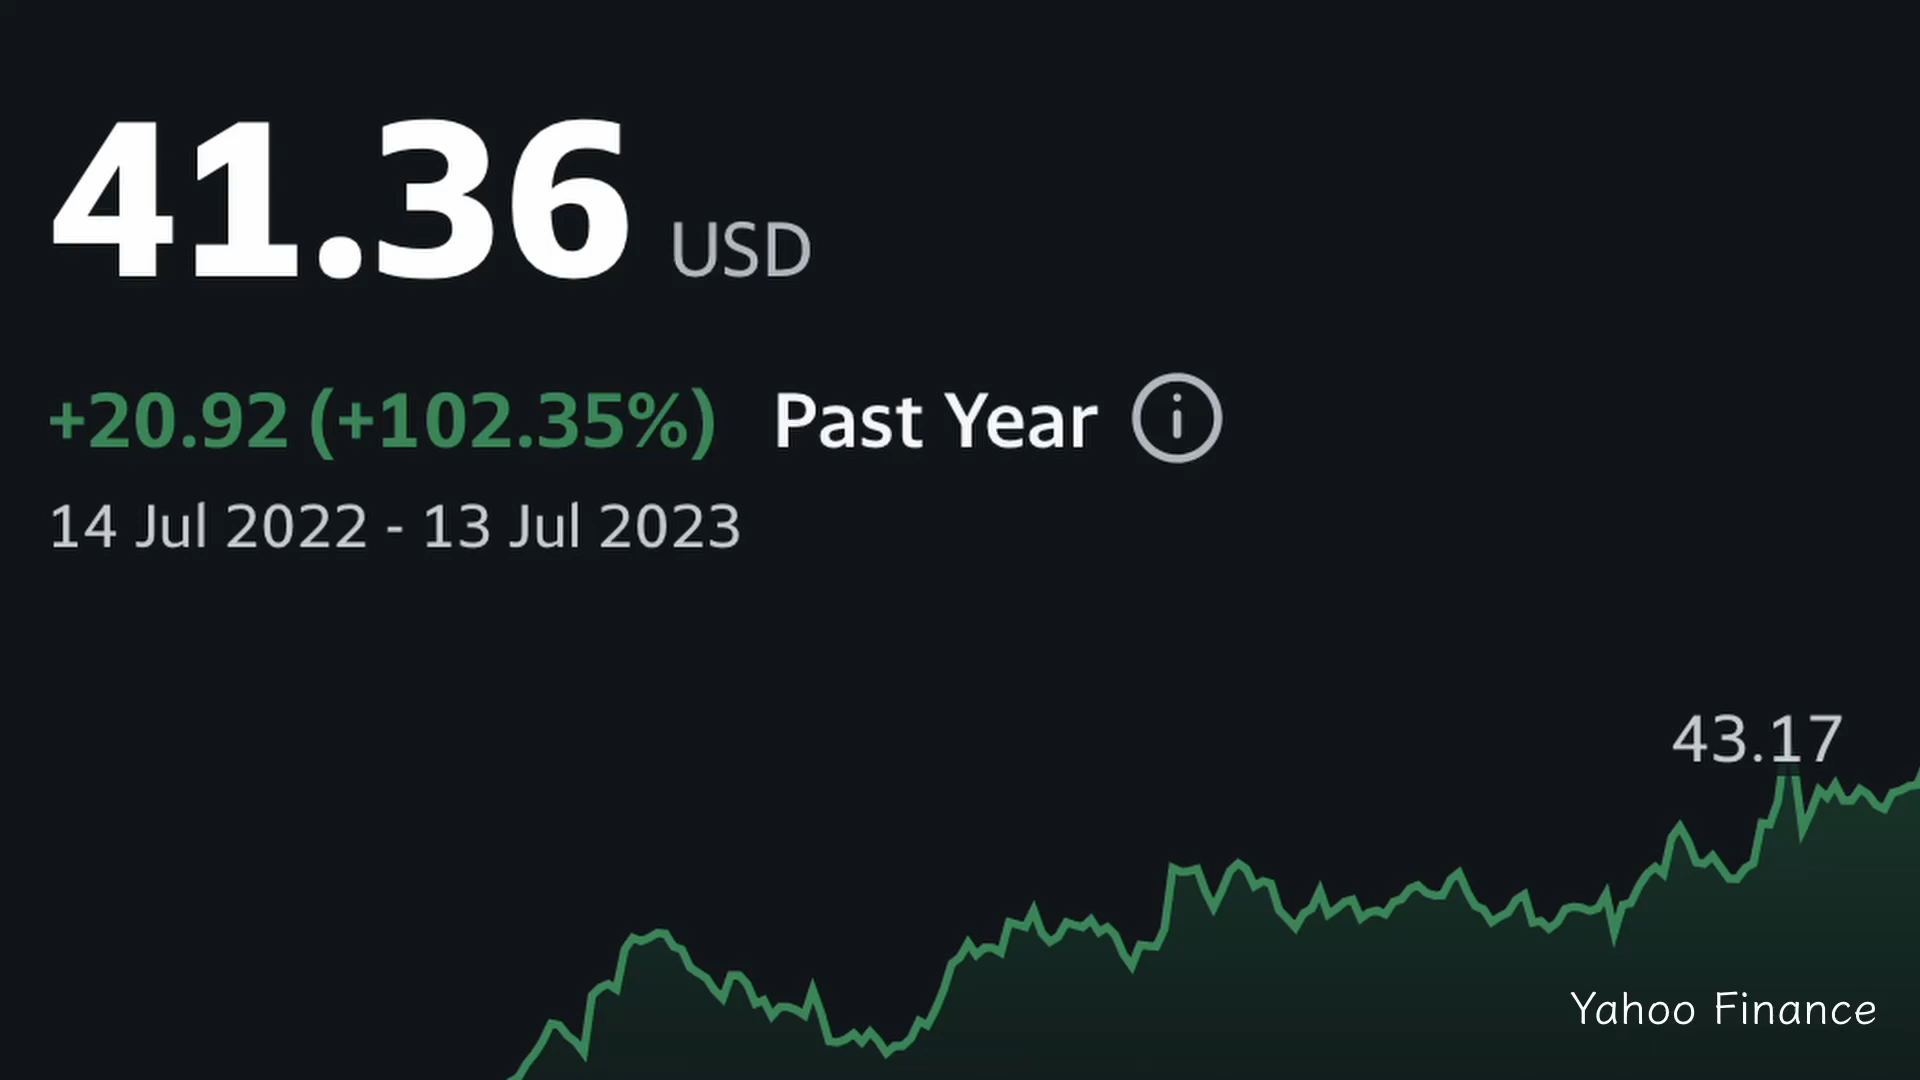 41.36 USD
+20.92 (+102.35%) Past Year i
14 Jul 2022 - 13 Jul 2023
43.17
Yahoo Finance